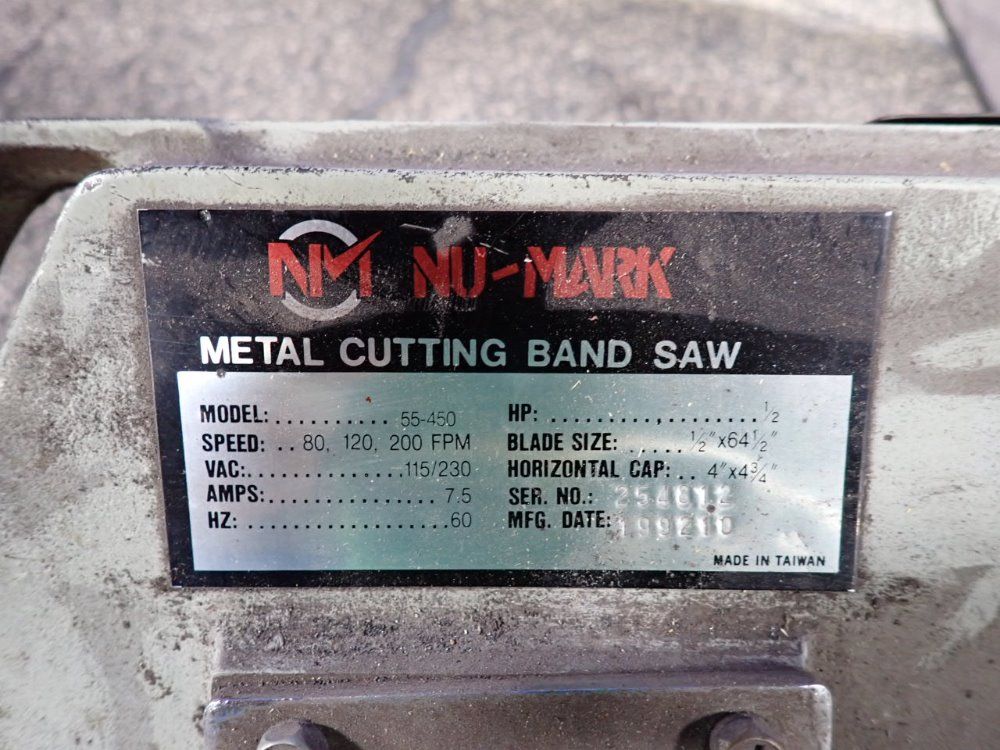 NM NU-MARK
METAL CUTTING BAND SAW
MODEL:.......... 55-450
SPEED: .. 80, 120, 200 FPM
VAC:..............115/230
AMPS:............... 7.5
HZ: ..................60
HP: ..........,........ 1/2
BLADE SIZE: ..... 1/2"x64 1/2"
HORIZONTAL CAP: .. 4"x4 3/4"
SER. NO.:
MFG. DATE: 199210
MADE IN TAIWAN